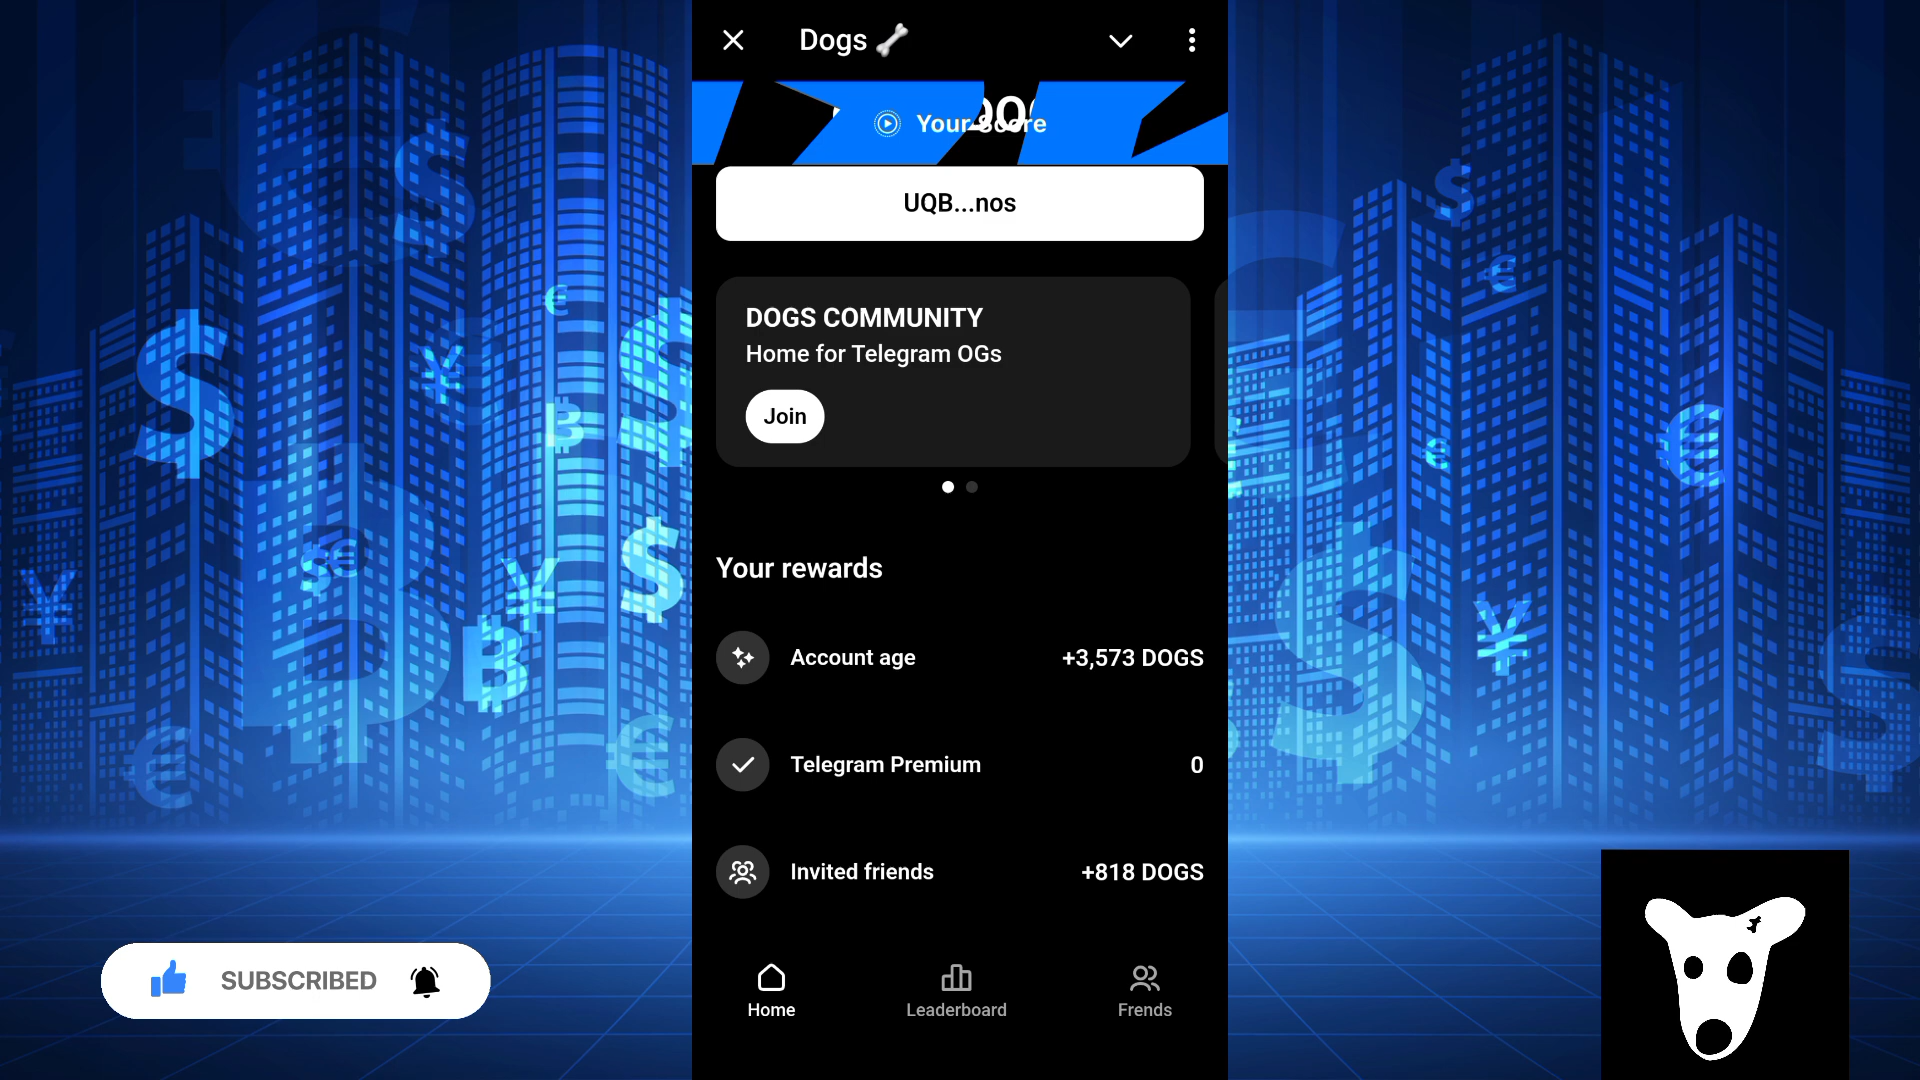 Dogs
Your Score
UQB...nos
DOGS COMMUNITY
Home for Telegram OGs
Join
Your rewards
Account age +3,573 DOGS
Telegram Premium 0
Invited friends +818 DOGS
Home Leaderboard Frends
SUBSCRIBED